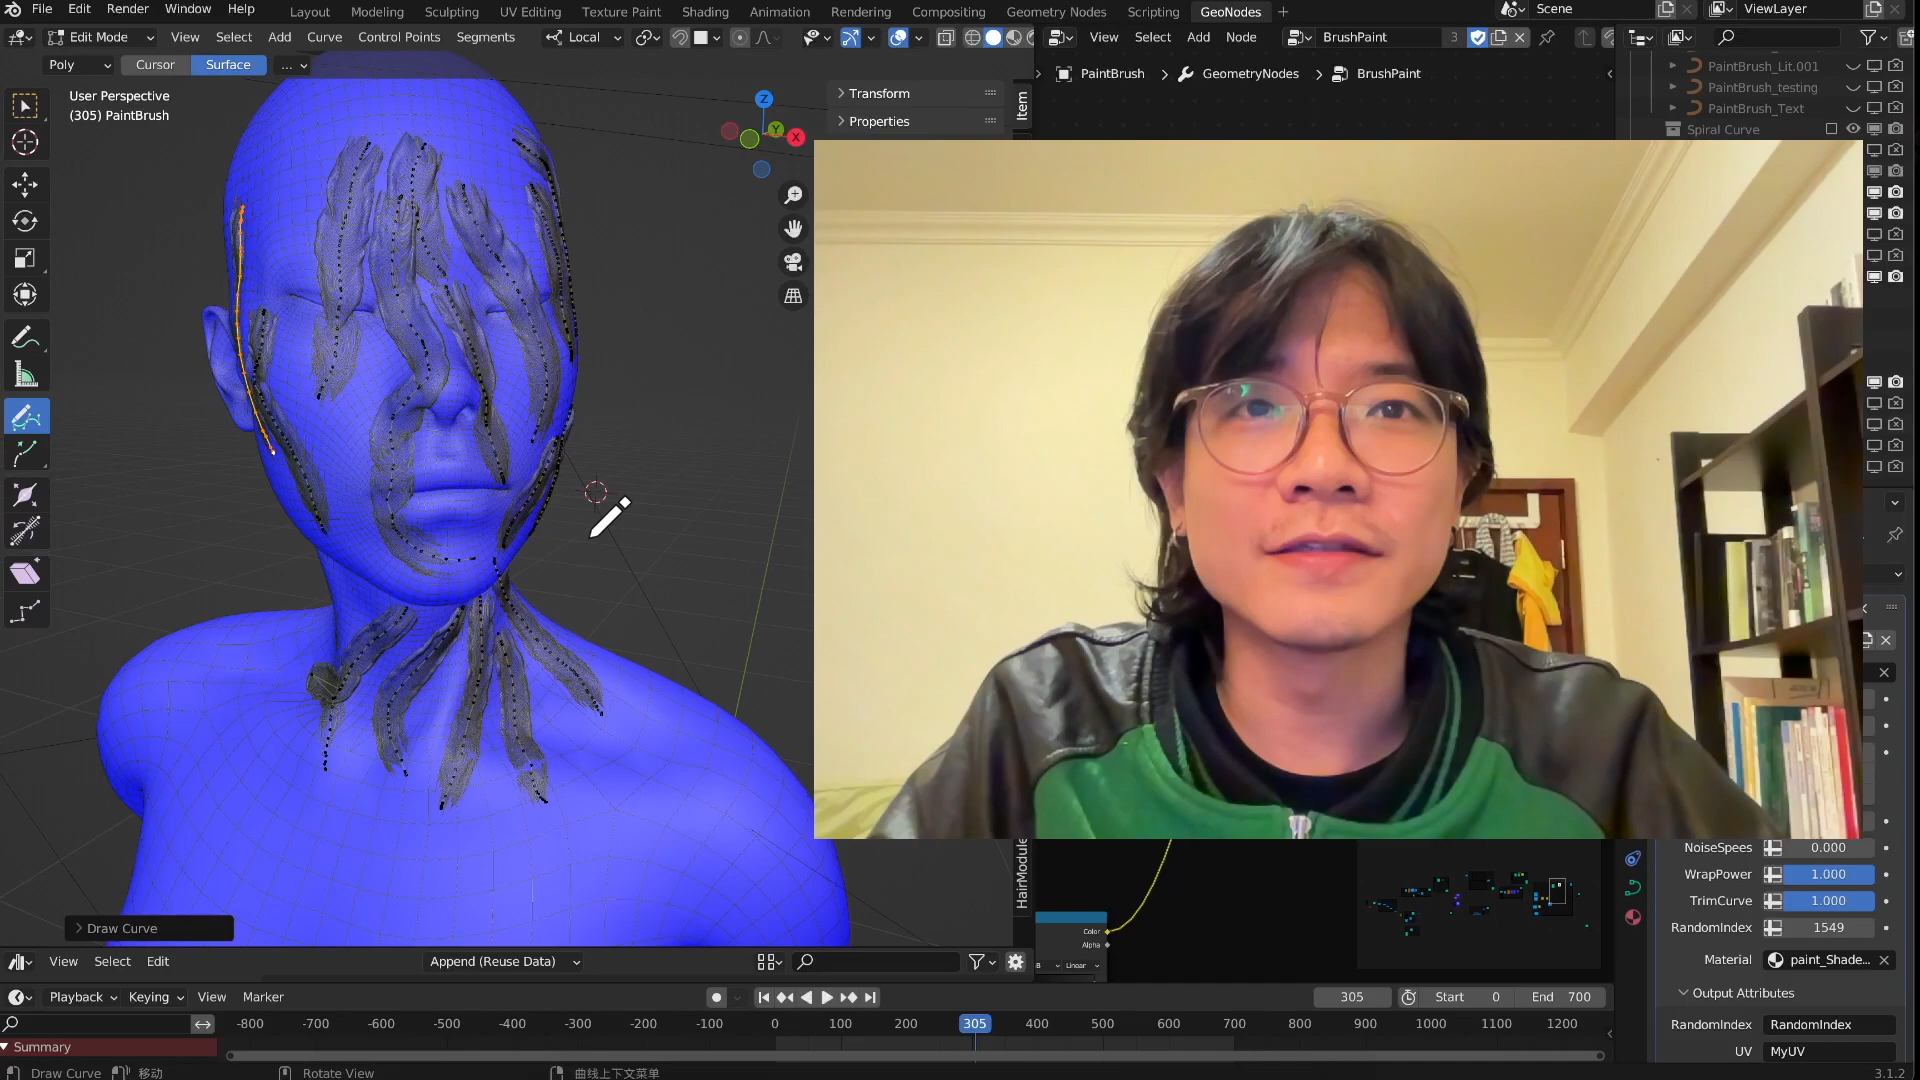 File Edit Render Window Help
Layout Modeling Sculpting UV Editing Texture Paint Shading Animation Rendering Compositing Geometry Nodes Scripting GeoNodes +
Scene ViewLayer
Edit Mode View Select Add Curve Control Points Segments Local
View Select Add Node BrushPaint 3
Poly Cursor Surface ...
PaintBrush GeometryNodes BrushPaint
User Perspective
(305) PaintBrush
Transform
Properties
Item
Z
Y
X
PaintBrush_Lit.001
PaintBrush_testing
PaintBrush_Text
Spiral Curve
HairModule
Color
Alpha
Linear
NoiseSpees 0.000
WrapPower 1.000
TrimCurve 1.000
RandomIndex 1549
Material paint_Shade...
Output Attributes
RandomIndex RandomIndex
UV MyUV
Draw Curve
View Select Edit Append (Reuse Data)
Playback Keying View Marker 305 Start 0 End 700
-800 -700 -600 -500 -400 -300 -200 -100 0 100 200 305 400 500 600 700 800 900 1000 1100 1200
Summary
Draw Curve 移动 Rotate View 曲线上下文菜单 3.1.2